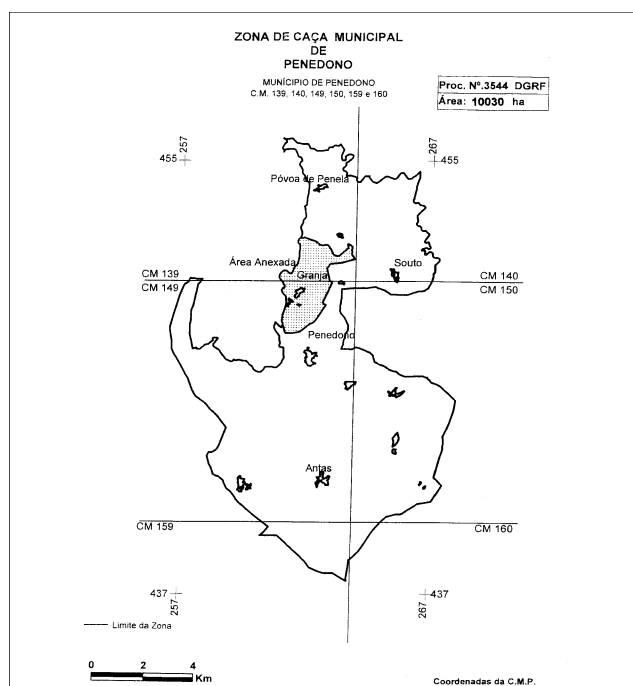 ZONA DE CAÇA MUNICIPAL
DE
PENEDONO
MUNÍCIPIO DE PENEDONO
C.M. 139, 140, 149, 150, 159 e 160
Proc. Nº.3544 DGRF
Área: 10030 ha
257
455
267
455
Póvoa de Penela
Área Anexada
Souto
Granja
CM 139
CM 140
CM 149
CM 150
Penedono
Antas
CM 159
CM 160
437
257
437
267
Limite da Zona
0 2 4
Km
Coordenadas da C.M.P.